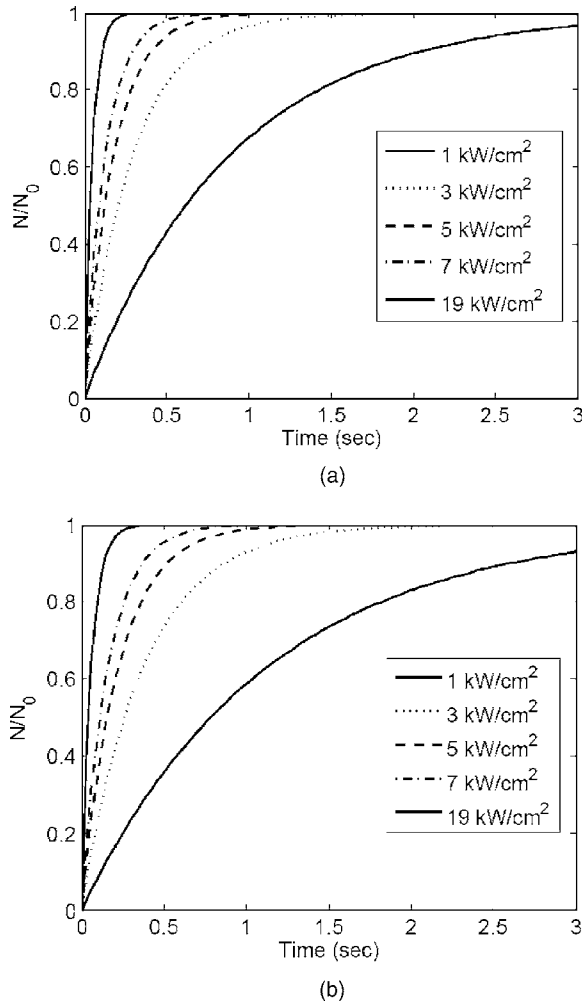 1
0.8
0.6
0.4
0.2
0
N/N0
1 kW/cm²
3 kW/cm²
5 kW/cm²
7 kW/cm²
19 kW/cm²
0 0.5 1 1.5 2 2.5 3
Time (sec)
(a)
1
0.8
0.6
0.4
0.2
0
N/N0
1 kW/cm²
3 kW/cm²
5 kW/cm²
7 kW/cm²
19 kW/cm²
0 0.5 1 1.5 2 2.5 3
Time (sec)
(b)